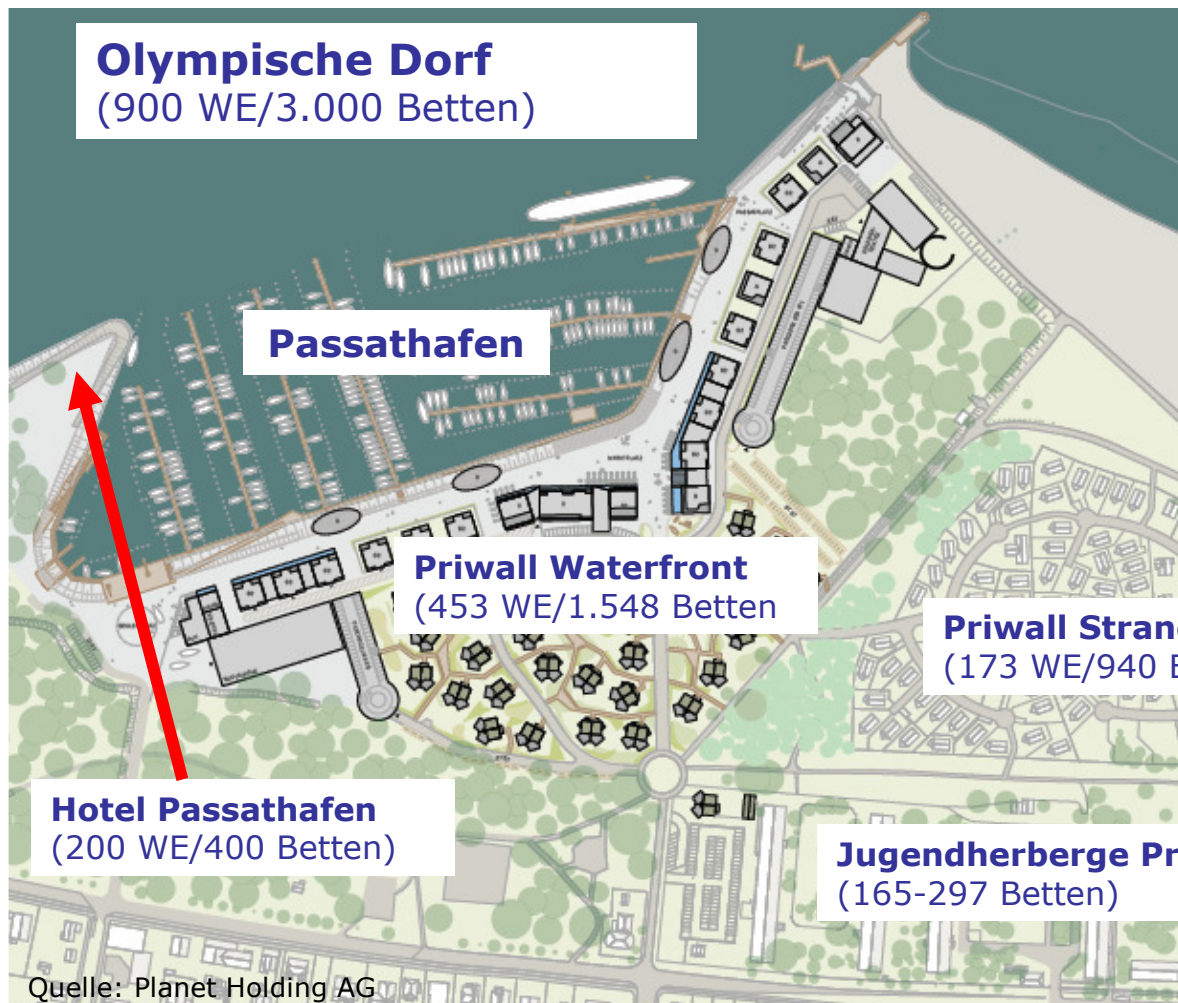 Olympische Dorf
(900 WE/3.000 Betten)
Passathafen
Priwall Waterfront
(453 WE/1.548 Betten
Priwall Stran
(173 WE/940 B
Hotel Passathafen
(200 WE/400 Betten)
Jugendherberge Pr
(165-297 Betten)
Quelle: Planet Holding AG